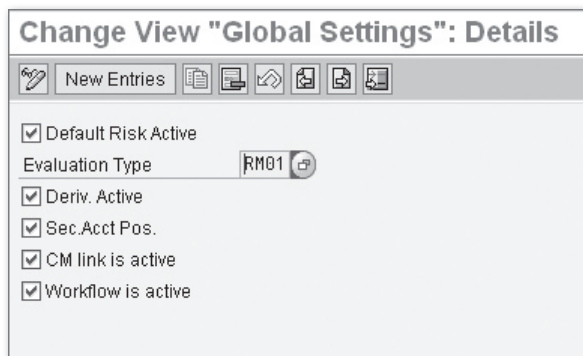 Change View "Global Settings": Details
New Entries
Default Risk Active
Evaluation Type RM01
Deriv. Active
Sec.Acct Pos.
CM link is active
Workflow is active